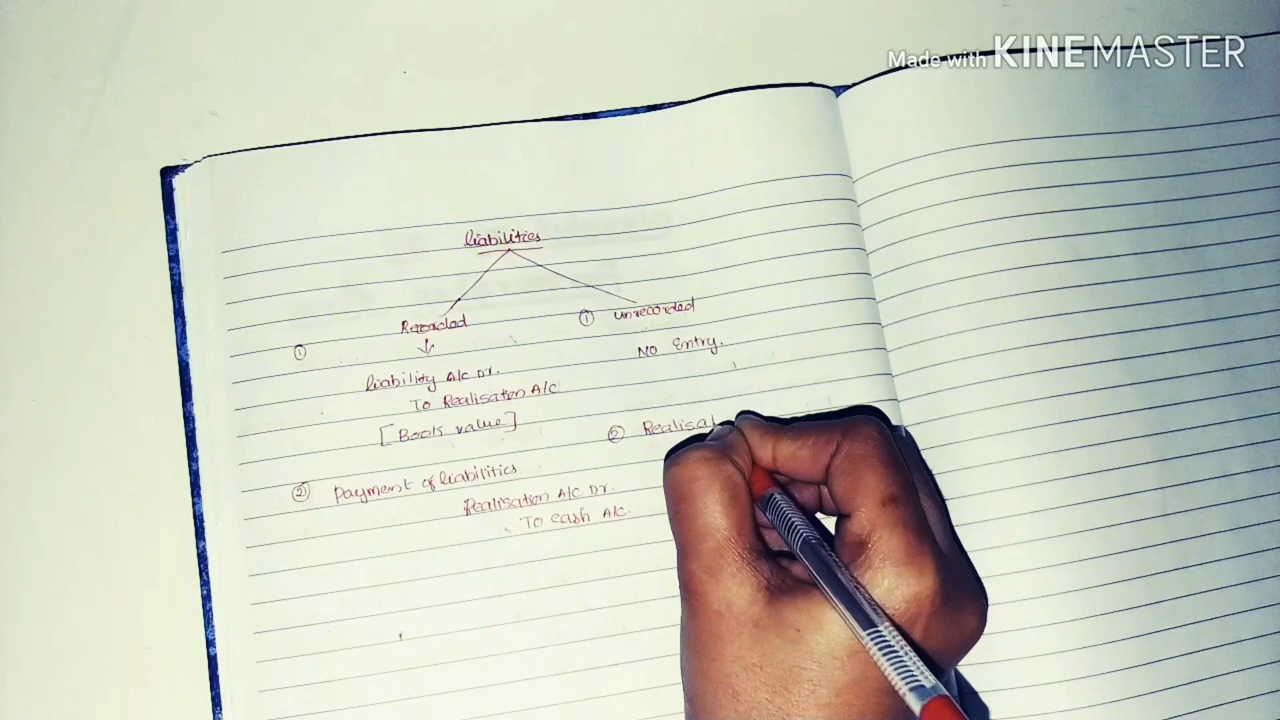 Made with KINEMASTER
liabilities
Recorded
① unrecorded
①
NO Entry.
liability A/c Dr.
To Realisation A/c
[Book value]
② Realisat
② Payment of liabilities
Realisation A/c Dr.
To cash A/c.